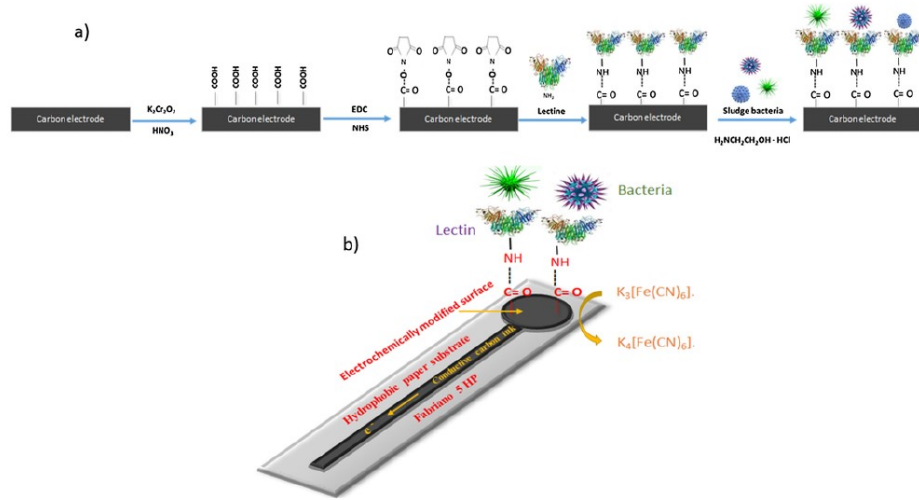 a)
COOH COOH COOH COOH COOH
O O O O O O
N N N
O O O
C= O C= O C= O
NH₂
NH NH NH
C= O C= O C= O
NH NH NH
C= O C= O C= O
Carbon electrode
K₂Cr₂O₇
HNO₃
Carbon electrode
EDC
NHS
Carbon electrode
Lectine
Carbon electrode
Sludge bacteria
H₂NCH₂CH₂OH · HCl
Carbon electrode
b)
Bacteria
Lectin
NH NH
C= O C= O
Electrochemically modified surface
K₃[Fe(CN)₆].
K₄[Fe(CN)₆].
Hydrophobic paper substrate
Conductive carbon ink
e⁻
Fabriano 5 HP